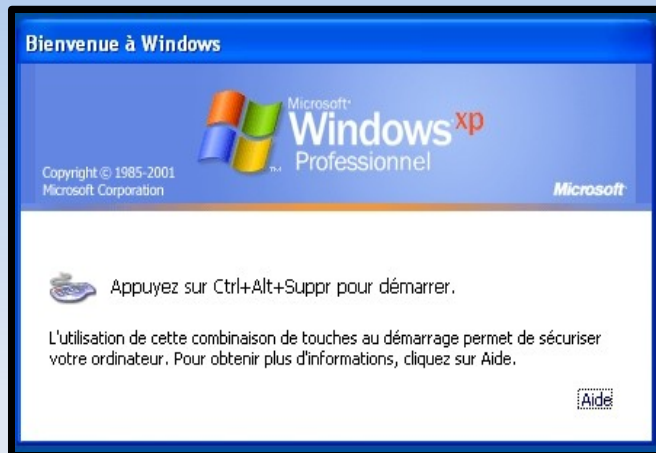 Bienvenue à Windows
Microsoft®
Windows xp
Professionnel
Copyright © 1985-2001
Microsoft Corporation
Microsoft
Appuyez sur Ctrl+Alt+Suppr pour démarrer.
L'utilisation de cette combinaison de touches au démarrage permet de sécuriser
votre ordinateur. Pour obtenir plus d'informations, cliquez sur Aide.
Aide